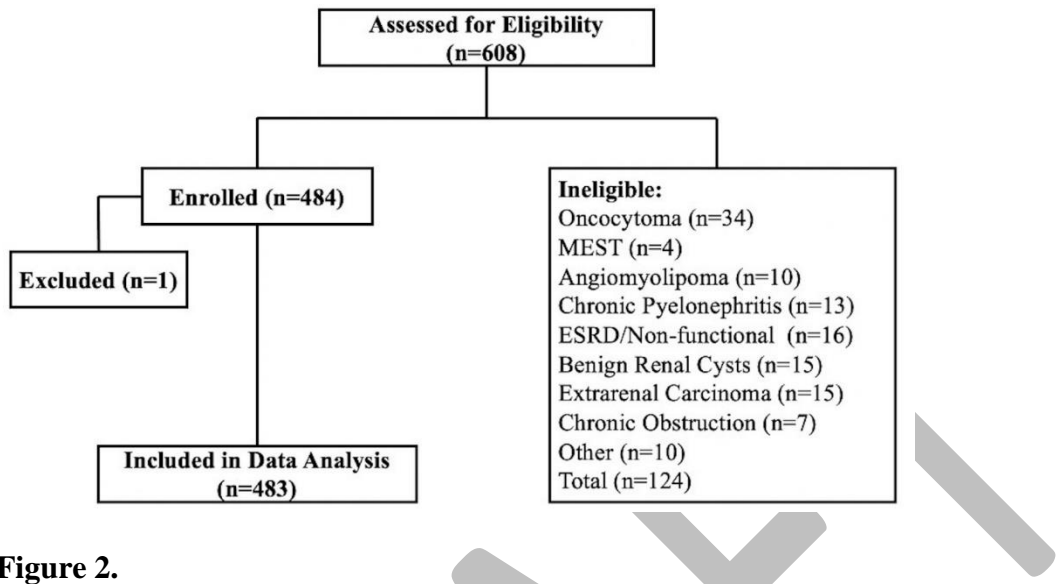 Assessed for Eligibility
(n=608)
Enrolled (n=484)
Excluded (n=1)
Included in Data Analysis
(n=483)
Ineligible:
Oncocytoma (n=34)
MEST (n=4)
Angiomyolipoma (n=10)
Chronic Pyelonephritis (n=13)
ESRD/Non-functional (n=16)
Benign Renal Cysts (n=15)
Extrarenal Carcinoma (n=15)
Chronic Obstruction (n=7)
Other (n=10)
Total (n=124)
Figure 2.